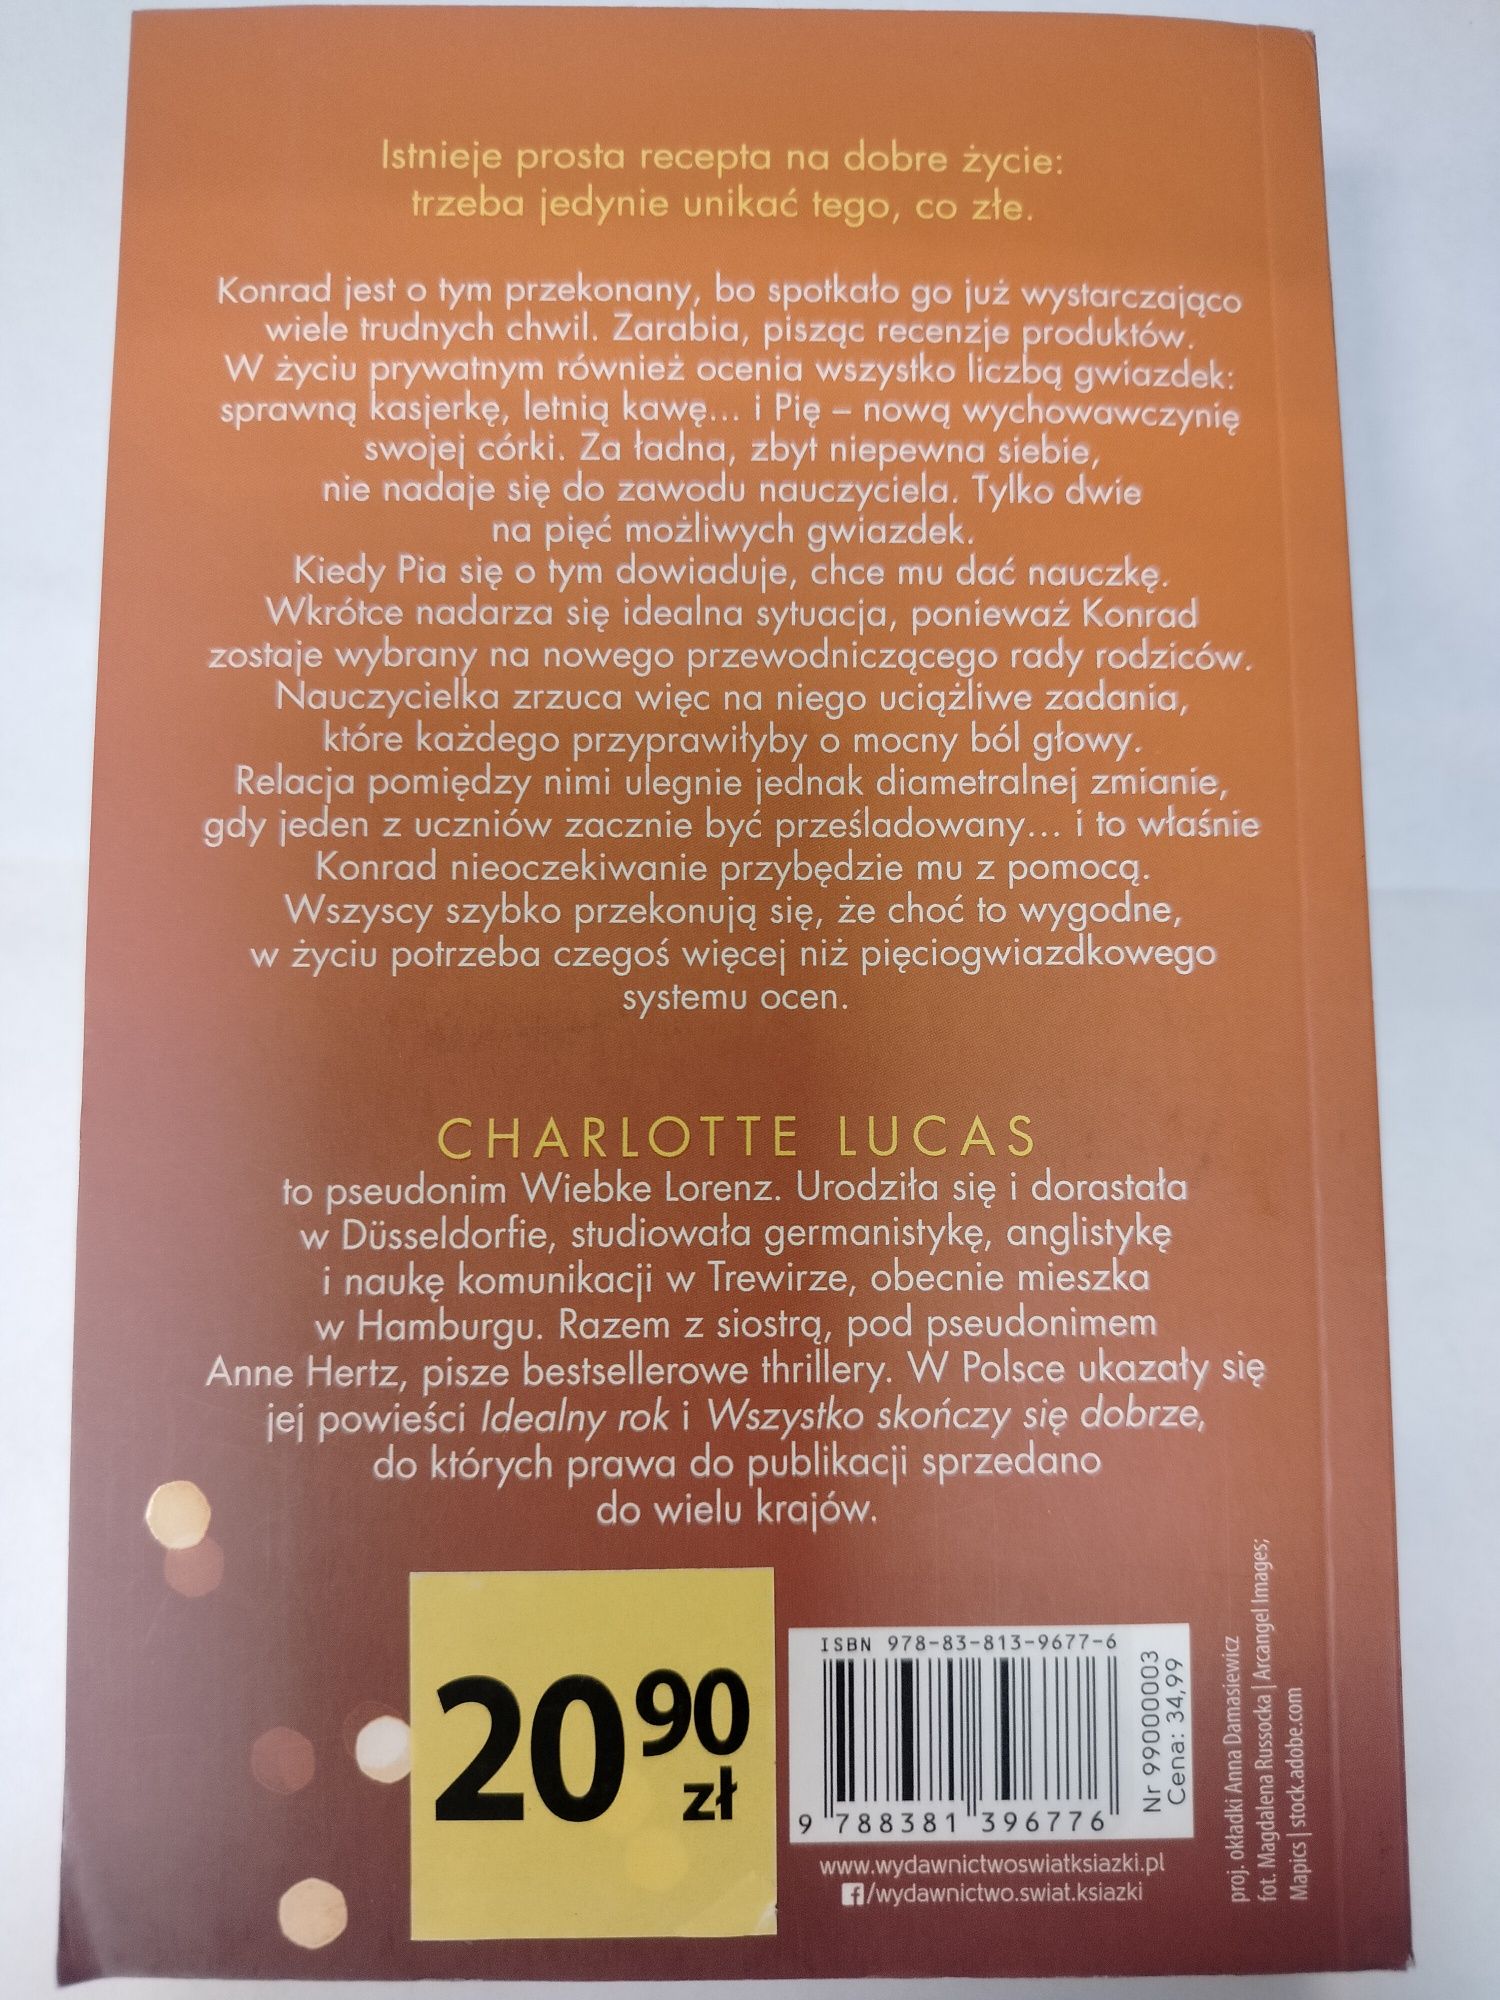 Istnieje prosta recepta na dobre życie:
trzeba jedynie unikać tego, co złe.
Konrad jest o tym przekonany, bo spotkało go już wystarczająco
wiele trudnych chwil. Zarabia, pisząc recenzje produktów.
W życiu prywatnym również ocenia wszystko liczbą gwiazdek:
sprawną kasjerkę, letnią kawę... i Pię – nową wychowawczynię
swojej córki. Za ładna, zbyt niepewna siebie,
nie nadaje się do zawodu nauczyciela. Tylko dwie
na pięć możliwych gwiazdek.
Kiedy Pia się o tym dowiaduje, chce mu dać nauczkę.
Wkrótce nadarza się idealna sytuacja, ponieważ Konrad
zostaje wybrany na nowego przewodniczącego rady rodziców.
Nauczycielka zrzuca więc na niego uciążliwe zadania,
które każdego przyprawiłyby o mocny ból głowy.
Relacja pomiędzy nimi ulegnie jednak diametralnej zmianie,
gdy jeden z uczniów zacznie być prześladowany... i to właśnie
Konrad nieoczekiwanie przybędzie mu z pomocą.
Wszyscy szybko przekonują się, że choć to wygodne,
w życiu potrzeba czegoś więcej niż pięciogwiazdkowego
systemu ocen.
CHARLOTTE LUCAS
to pseudonim Wiebke Lorenz. Urodziła się i dorastała
w Düsseldorfie, studiowała germanistykę, anglistykę
i naukę komunikacji w Trewirze, obecnie mieszka
w Hamburgu. Razem z siostrą, pod pseudonimem
Anne Hertz, pisze bestsellerowe thrillery. W Polsce ukazały się
jej powieści Idealny rok i Wszystko skończy się dobrze,
do których prawa do publikacji sprzedano
do wielu krajów.
20 90 zł
ISBN 978-83-813-9677-6
9 788381 396776
Nr 99000003
Cena: 34,99
www.wydawnictwoswiatksiazki.pl
f/wydawnictwo.swiat.ksiazki
proj. okładki Anna Damasiewicz
fot. Magdalena Russocka | Arcangel Images;
Mapics | stock.adobe.com